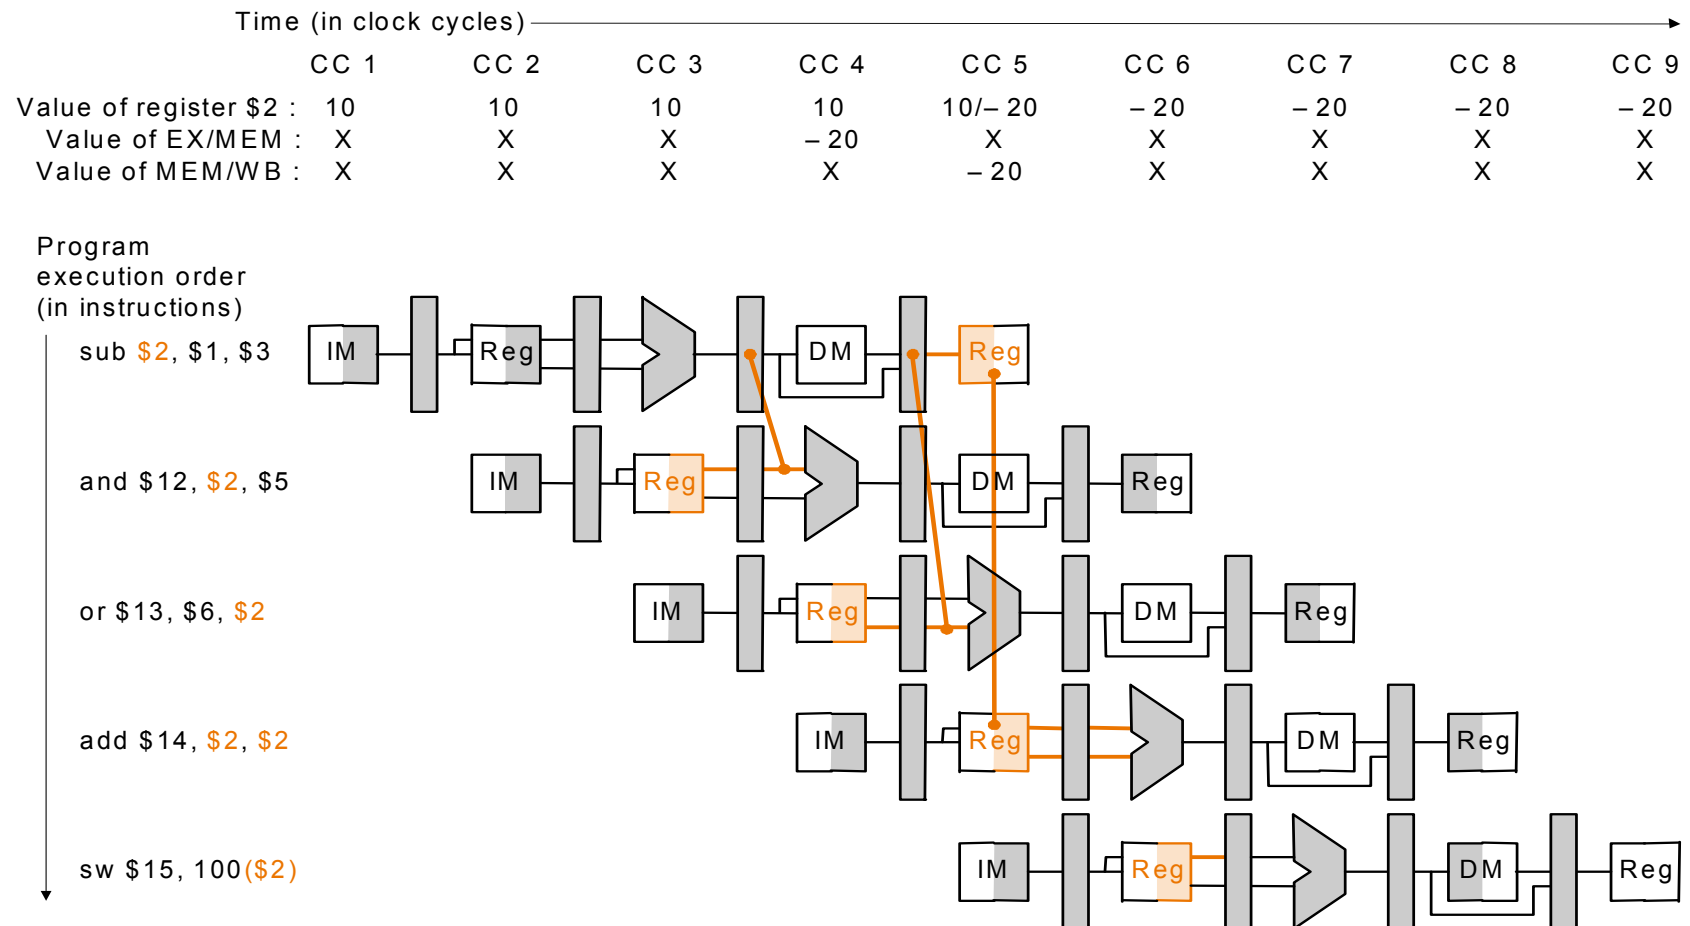 Time (in clock cycles)
CC 1 CC 2 CC 3 CC 4 CC 5 CC 6 CC 7 CC 8 CC 9
Value of register $2 : 10 10 10 10 10/– 20 – 20 – 20 – 20 – 20
Value of EX/MEM : X X X – 20 X X X X X
Value of MEM/WB : X X X X – 20 X X X X
Program
execution order
(in instructions)
sub $2, $1, $3 IM Reg DM Reg
and $12, $2, $5 IM Reg DM Reg
or $13, $6, $2 IM Reg DM Reg
add $14, $2, $2 IM Reg DM Reg
sw $15, 100($2) IM Reg DM Reg